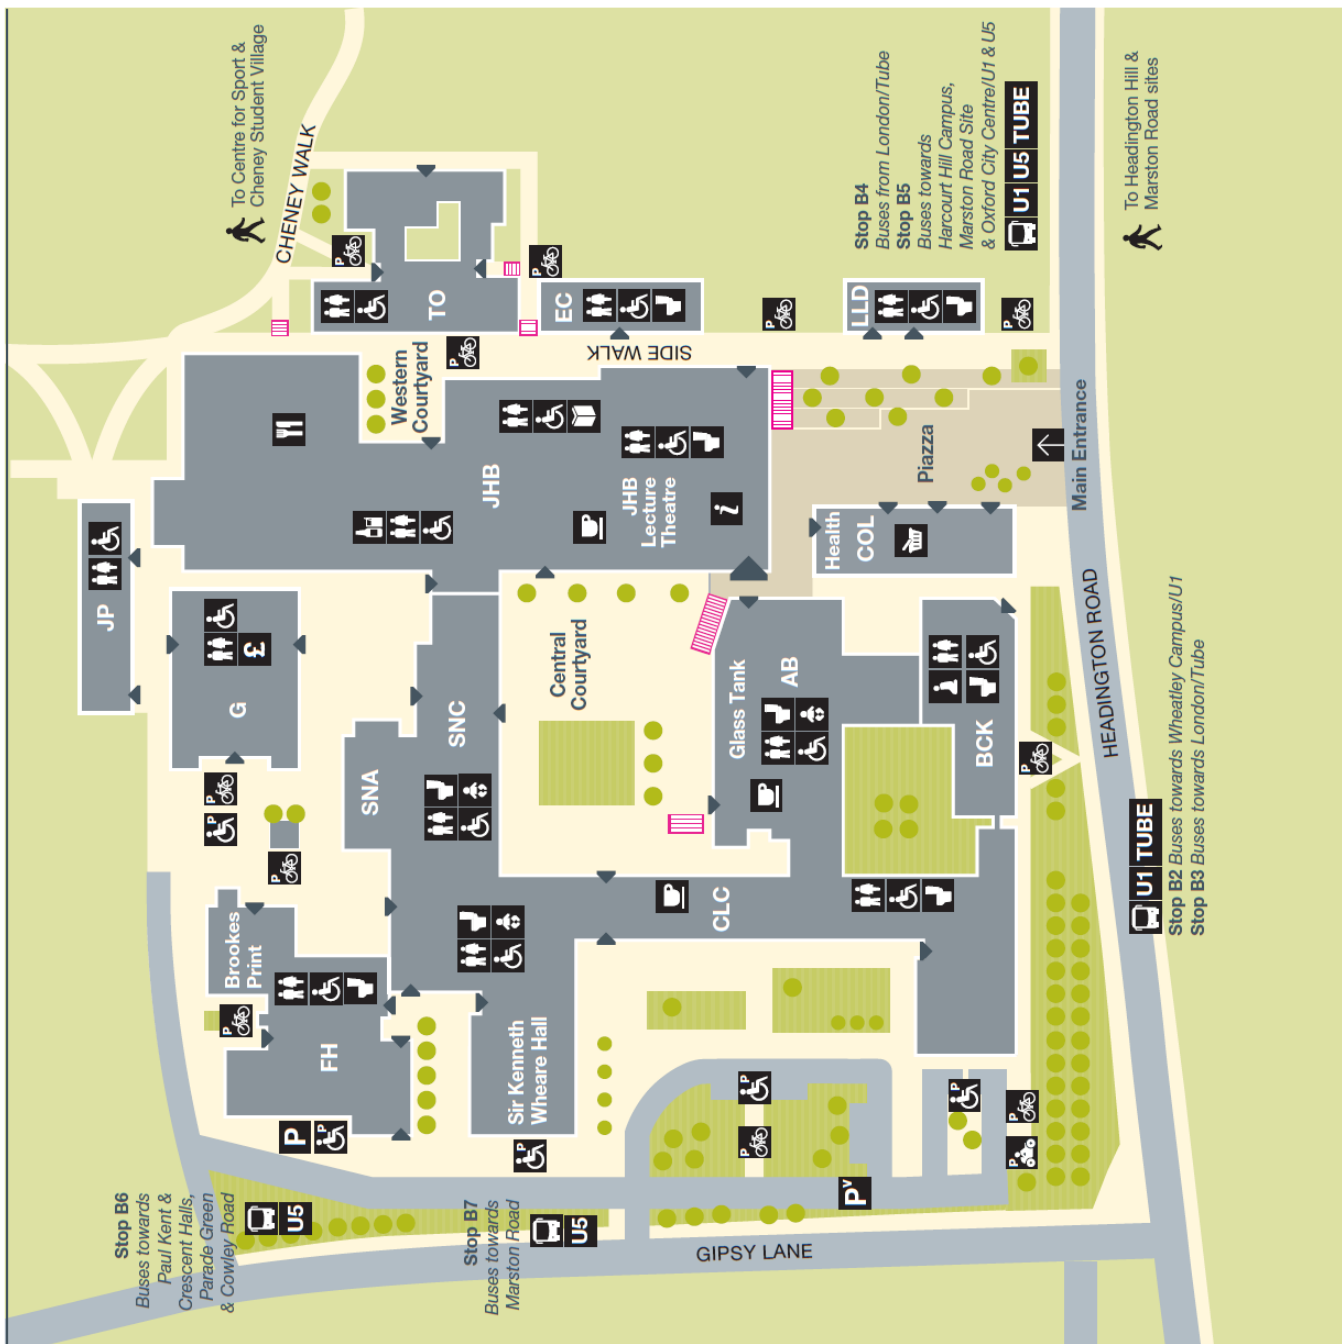 To Centre for Sport &
Cheney Student Village
CHENEY WALK
Stop B4
Buses from London/Tube
Stop B5
Buses towards
Harcourt Hill Campus,
Marston Road Site
& Oxford City Centre/U1 & U5
U1 U5 TUBE
To Headington Hill &
Marston Road sites
P
P
TO
EC
P
LLD
P
SIDE WALK
P
Western
Courtyard
JHB
JHB
Lecture
Theatre
i
Piazza
Main Entrance
Health
COL
JP
G
£
SNC
SNA
Central
Courtyard
Glass Tank
AB
BCK
P
HEADINGTON ROAD
U1 TUBE
Stop B2 Buses towards Wheatley Campus/U1
Stop B3 Buses towards London/Tube
P
P
P
Brookes
Print
P
FH
CLC
Sir Kenneth
Wheare Hall
P
P
P
P
P
P
P
P
Pv
Stop B6
Buses towards
Paul Kent &
Crescent Halls,
Parade Green
& Cowley Road
U5
Stop B7
Buses towards
Marston Road
U5
GIPSY LANE